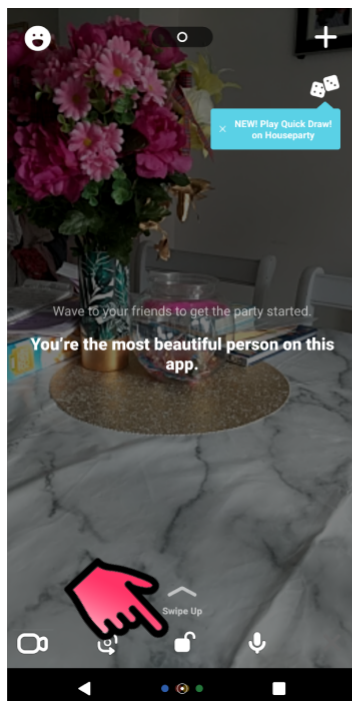 NEW! Play Quick Draw!
on Houseparty
Wave to your friends to get the party started.
You're the most beautiful person on this
app.
Swipe Up